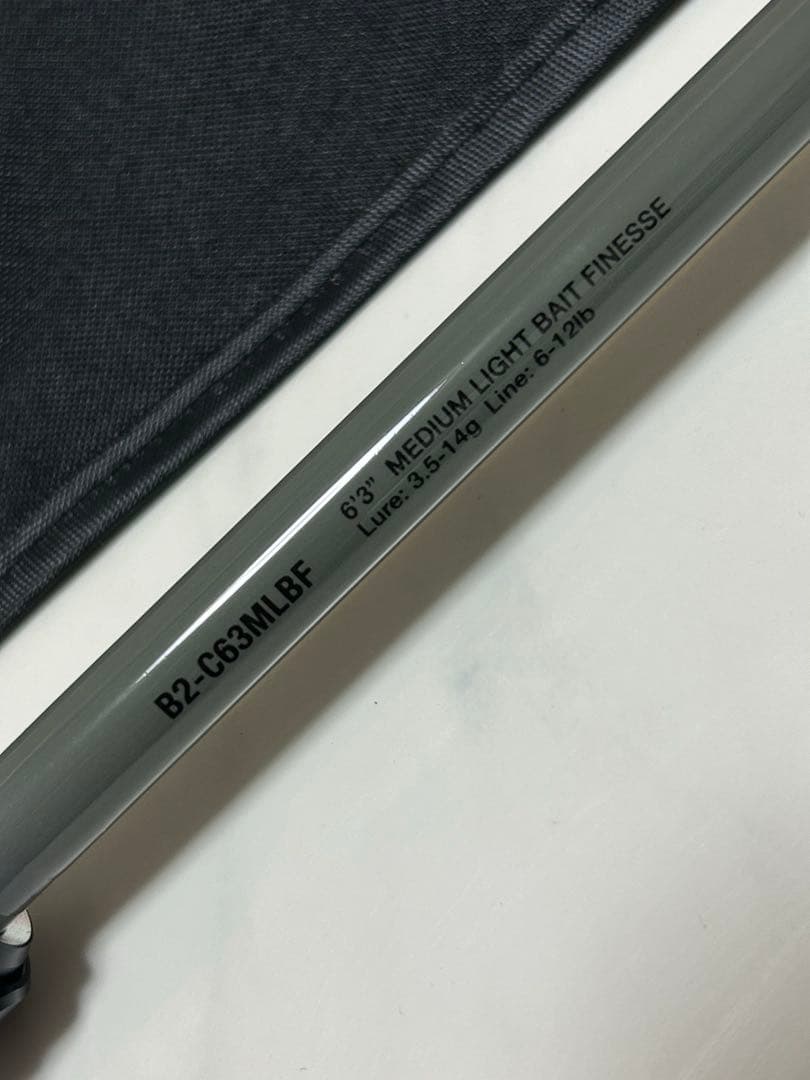 B2-C63MLBF
6'3" MEDIUM LIGHT BAIT FINESSE
Lure: 3.5-14g Line: 6-12lb